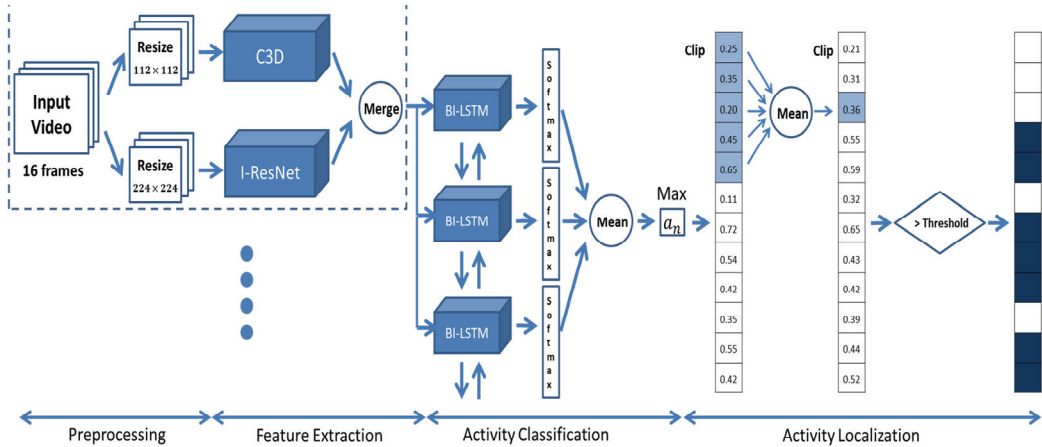 Input
Video
16 frames
Resize
112×112
C3D
Resize
224×224
I-ResNet
Merge
BI-LSTM
BI-LSTM
BI-LSTM
Softmax
Softmax
Softmax
Mean
Max
aₙ
Clip
0.25
0.35
0.20
0.45
0.65
0.11
0.72
0.54
0.42
0.35
0.55
0.42
Mean
Clip
0.21
0.31
0.36
0.55
0.59
0.32
0.65
0.43
0.42
0.39
0.44
0.52
> Threshold
Preprocessing
Feature Extraction
Activity Classification
Activity Localization